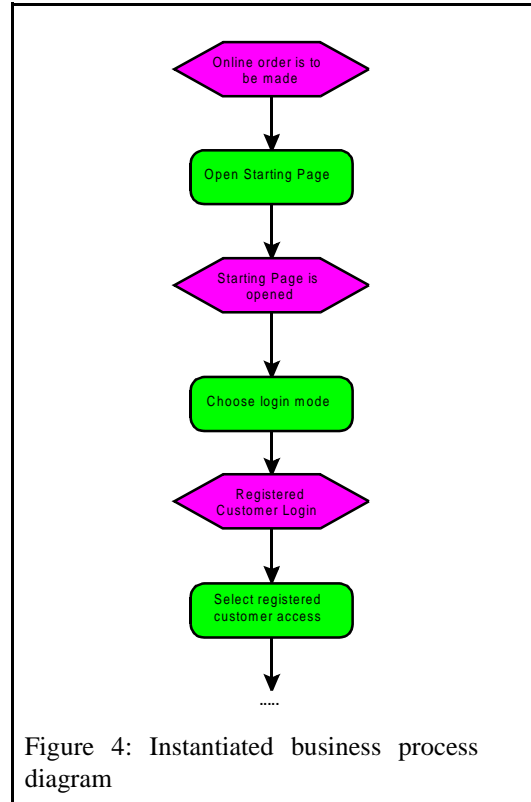 Online order is to
be made
Open Starting Page
Starting Page is
opened
Choose login mode
Registered
Customer Login
Select registered
customer access
.....
Figure 4: Instantiated business process
diagram